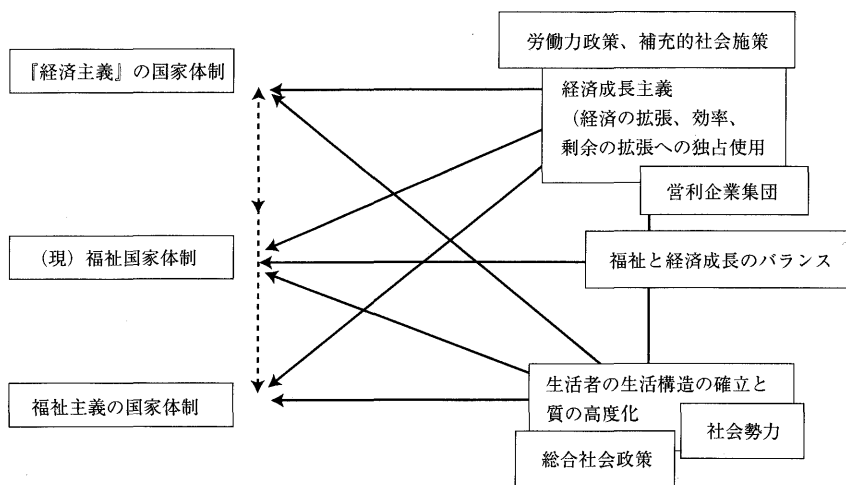 労働力政策、補充的社会施策
『経済主義』の国家体制
経済成長主義
（経済の拡張、効率、
剰余の拡張への独占使用
営利企業集団
（現）福祉国家体制
福祉と経済成長のバランス
福祉主義の国家体制
生活者の生活構造の確立と
質の高度化
社会勢力
総合社会政策